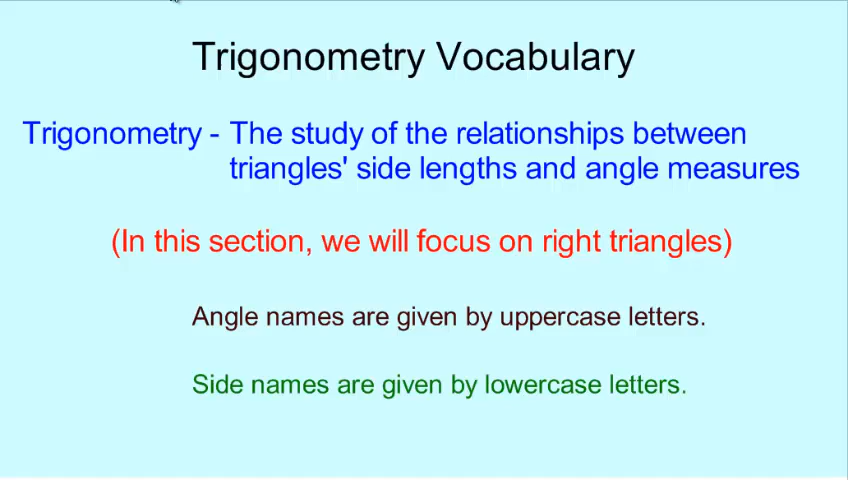 Trigonometry Vocabulary
Trigonometry - The study of the relationships between
triangles' side lengths and angle measures
(In this section, we will focus on right triangles)
Angle names are given by uppercase letters.
Side names are given by lowercase letters.